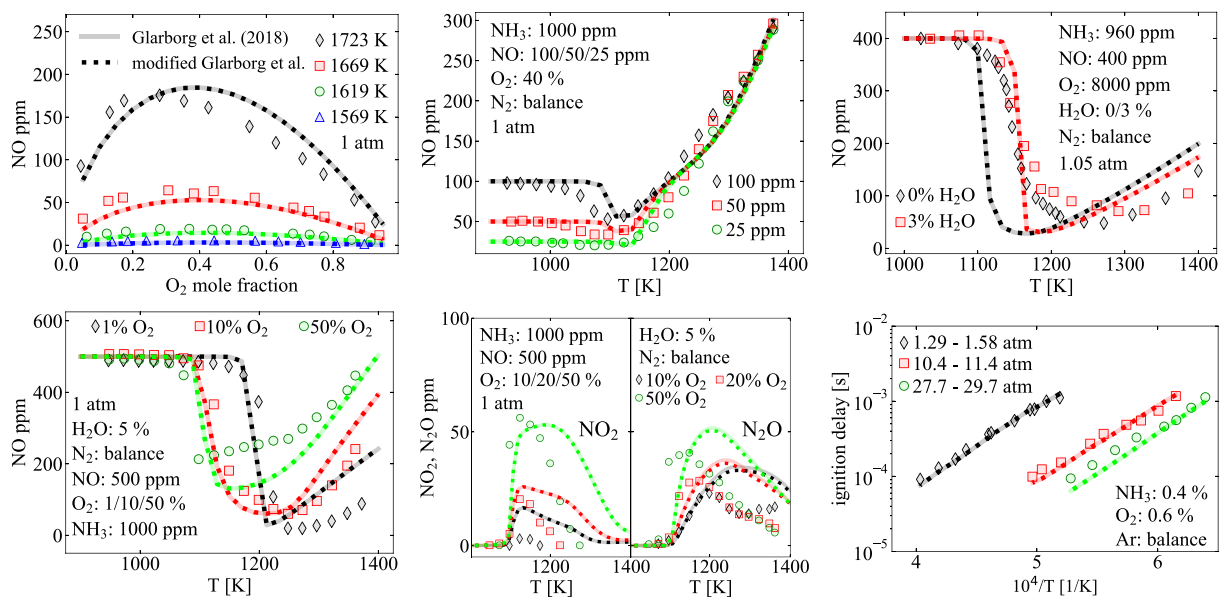 250
200
150
100
50
0
NO ppm
Glarborg et al. (2018)
modified Glarborg et al.
1723 K
1669 K
1619 K
1569 K
1 atm
0.0 0.2 0.4 0.6 0.8 1.0
O2 mole fraction
300
250
200
150
100
50
0
NO ppm
NH3: 1000 ppm
NO: 100/50/25 ppm
O2: 40 %
N2: balance
1 atm
100 ppm
50 ppm
25 ppm
1000 1200 1400
T [K]
400
300
200
100
0
NO ppm
NH3: 960 ppm
NO: 400 ppm
O2: 8000 ppm
H2O: 0/3 %
N2: balance
1.05 atm
0% H2O
3% H2O
1000 1100 1200 1300 1400
T [K]
600
400
200
0
NO ppm
1% O2 10% O2 50% O2
1 atm
H2O: 5 %
N2: balance
NO: 500 ppm
O2: 1/10/50 %
NH3: 1000 ppm
1000 1200 1400
T [K]
100
50
0
NO2, N2O ppm
NH3: 1000 ppm
NO: 500 ppm
O2: 10/20/50 %
1 atm
NO2
1200 1400
T [K]
H2O: 5 %
N2: balance
10% O2 20% O2
50% O2
N2O
1200 1400
T [K]
10−2
10−3
10−4
10−5
ignition delay [s]
1.29 - 1.58 atm
10.4 - 11.4 atm
27.7 - 29.7 atm
NH3: 0.4 %
O2: 0.6 %
Ar: balance
4 5 6
10⁴/T [1/K]